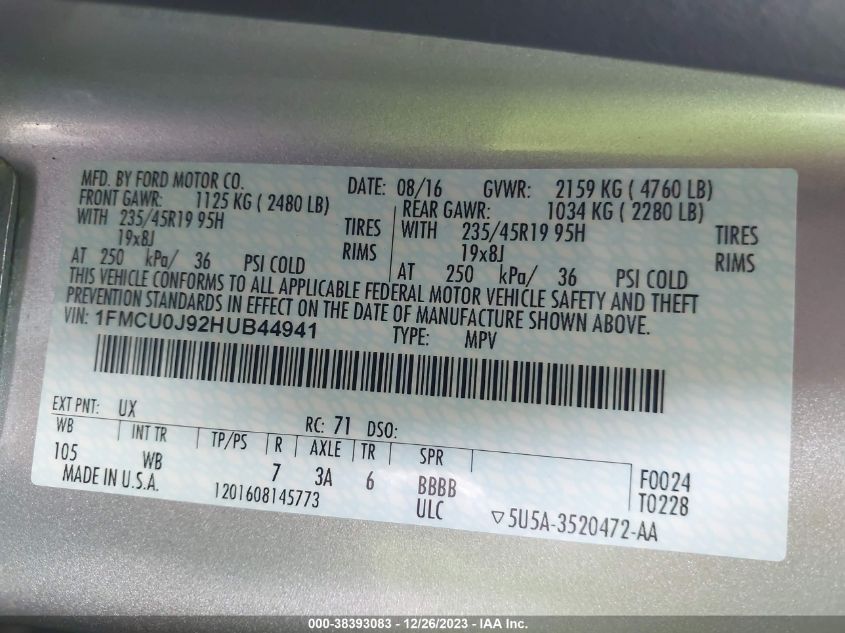 MFD. BY FORD MOTOR CO. DATE: 08/16 GVWR: 2159 KG ( 4760 LB)
FRONT GAWR: 1125 KG ( 2480 LB) REAR GAWR: 1034 KG ( 2280 LB)
WITH 235/45R19 95H TIRES WITH 235/45R19 95H TIRES
19x8J RIMS 19x8J RIMS
AT 250 kPa/ 36 PSI COLD AT 250 kPa/ 36 PSI COLD
THIS VEHICLE CONFORMS TO ALL APPLICABLE FEDERAL MOTOR VEHICLE SAFETY AND THEFT
PREVENTION STANDARDS IN EFFECT ON THE DATE OF MANUFACTURE SHOWN ABOVE.
VIN: 1FMCU0J92HUB44941 TYPE: MPV
EXT PNT: UX RC: 71 DSO:
WB INT TR TP/PS R AXLE TR SPR
105 WB 7 3A 6 BBBB F0024
MADE IN U.S.A. 1201608145773 ULC T0228
▽5U5A-3520472-AA
000-38393083 - 12/26/2023 - IAA Inc.